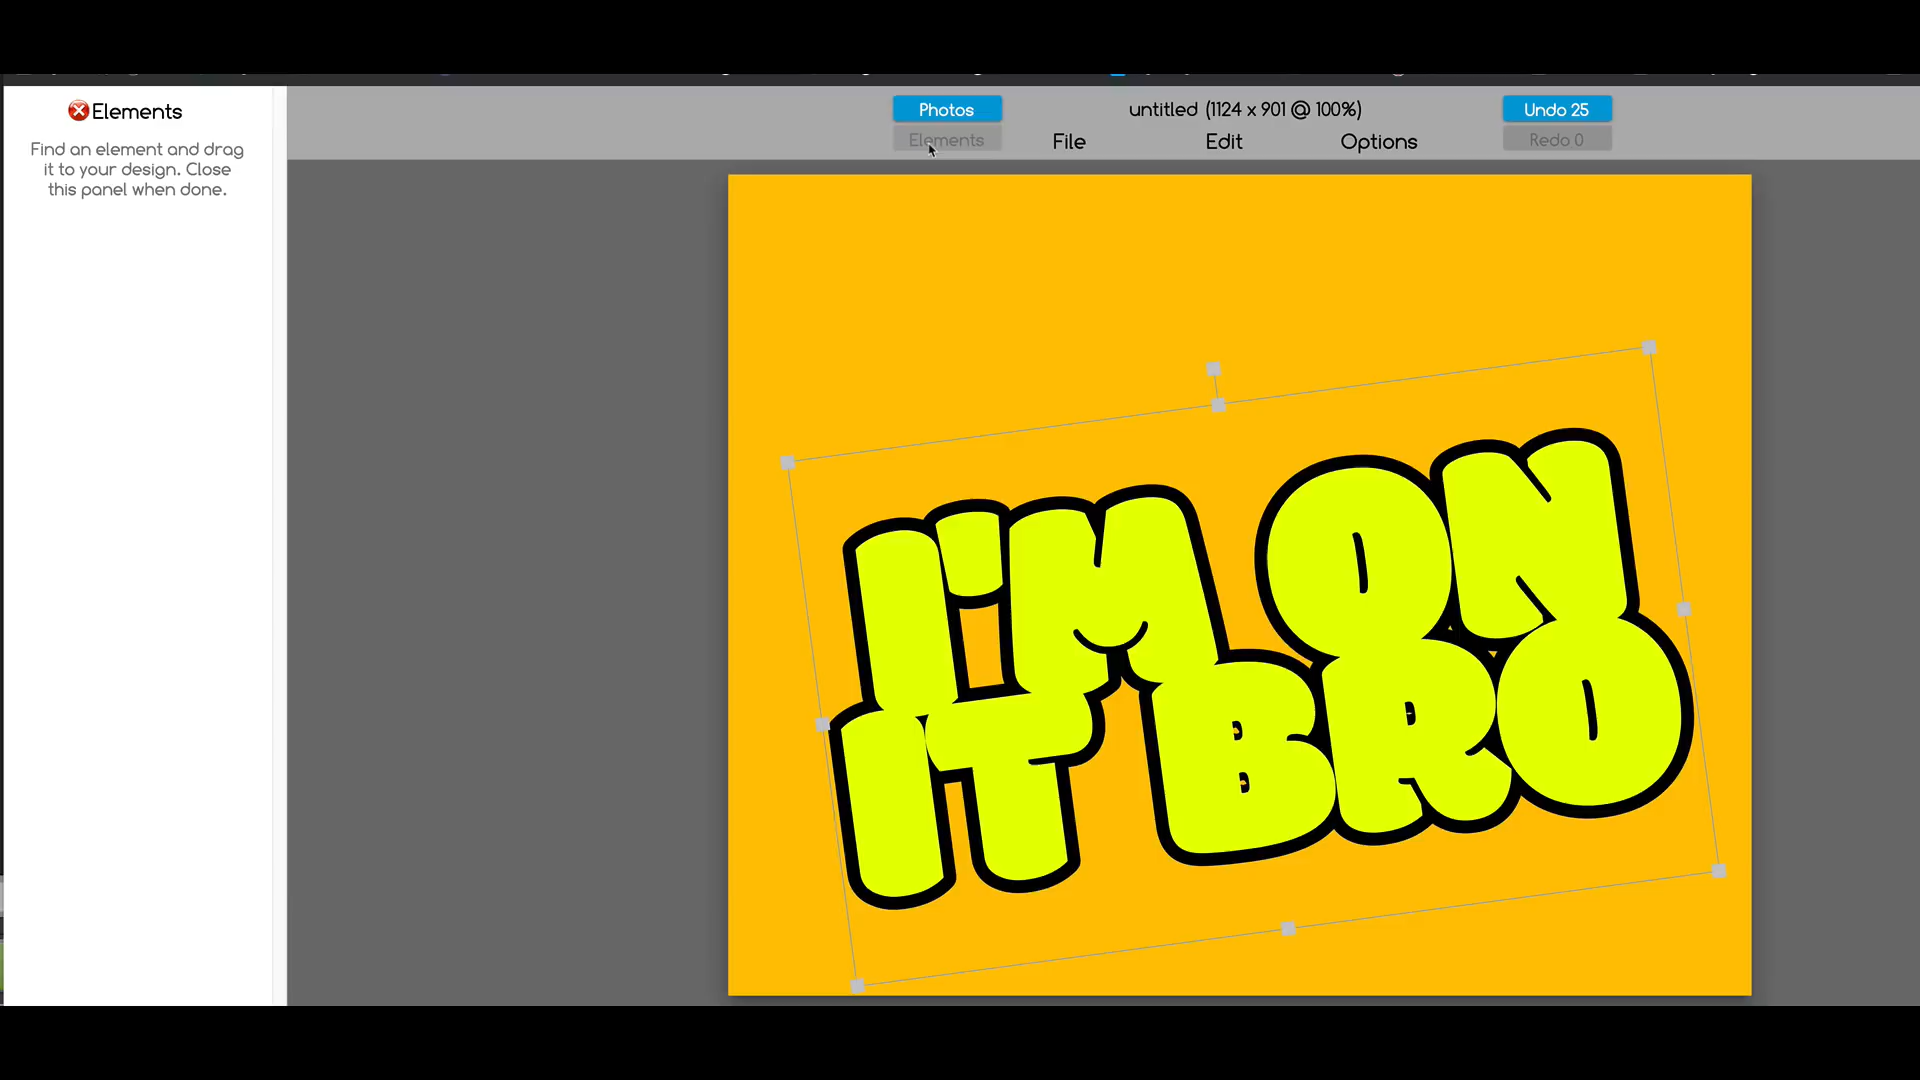 Elements
Find an element and drag
it to your design. Close
this panel when done.
Photos
Elements
untitled (1124 x 901 @ 100%)
File
Edit
Options
Undo 25
Redo 0
I'M ON
IT BRO